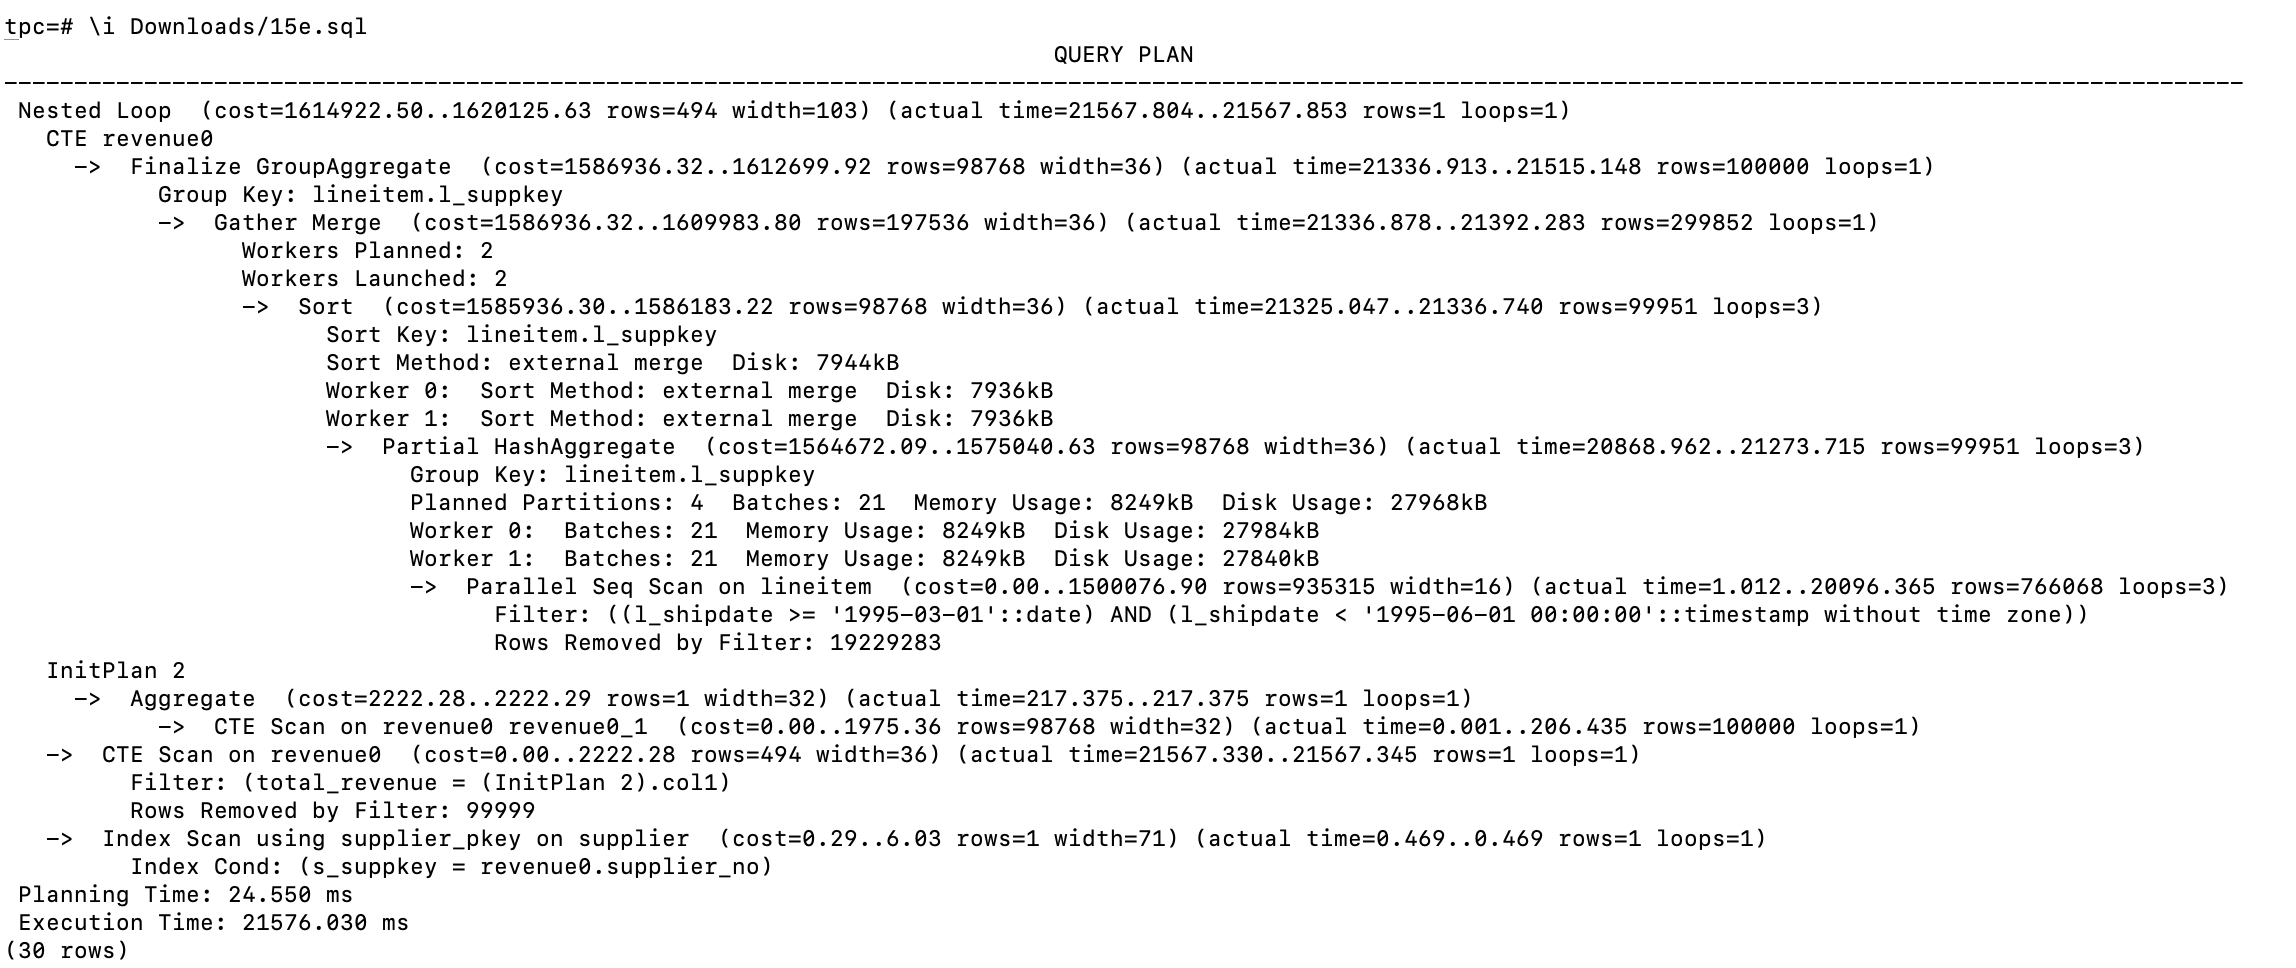 tpc=# \i Downloads/15e.sql
QUERY PLAN
----------------------------------------------------------------------------------------------------------------------------------------------------------------
Nested Loop  (cost=1614922.50..1620125.63 rows=494 width=103) (actual time=21567.804..21567.853 rows=1 loops=1)
CTE revenue0
->  Finalize GroupAggregate  (cost=1586936.32..1612699.92 rows=98768 width=36) (actual time=21336.913..21515.148 rows=100000 loops=1)
Group Key: lineitem.l_suppkey
->  Gather Merge  (cost=1586936.32..1609983.80 rows=197536 width=36) (actual time=21336.878..21392.283 rows=299852 loops=1)
Workers Planned: 2
Workers Launched: 2
->  Sort  (cost=1585936.30..1586183.22 rows=98768 width=36) (actual time=21325.047..21336.740 rows=99951 loops=3)
Sort Key: lineitem.l_suppkey
Sort Method: external merge  Disk: 7944kB
Worker 0:  Sort Method: external merge  Disk: 7936kB
Worker 1:  Sort Method: external merge  Disk: 7936kB
->  Partial HashAggregate  (cost=1564672.09..1575040.63 rows=98768 width=36) (actual time=20868.962..21273.715 rows=99951 loops=3)
Group Key: lineitem.l_suppkey
Planned Partitions: 4  Batches: 21  Memory Usage: 8249kB  Disk Usage: 27968kB
Worker 0:  Batches: 21  Memory Usage: 8249kB  Disk Usage: 27984kB
Worker 1:  Batches: 21  Memory Usage: 8249kB  Disk Usage: 27840kB
->  Parallel Seq Scan on lineitem  (cost=0.00..1500076.90 rows=935315 width=16) (actual time=1.012..20096.365 rows=766068 loops=3)
Filter: ((l_shipdate >= '1995-03-01'::date) AND (l_shipdate < '1995-06-01 00:00:00'::timestamp without time zone))
Rows Removed by Filter: 19229283
InitPlan 2
->  Aggregate  (cost=2222.28..2222.29 rows=1 width=32) (actual time=217.375..217.375 rows=1 loops=1)
->  CTE Scan on revenue0 revenue0_1  (cost=0.00..1975.36 rows=98768 width=32) (actual time=0.001..206.435 rows=100000 loops=1)
->  CTE Scan on revenue0  (cost=0.00..2222.28 rows=494 width=36) (actual time=21567.330..21567.345 rows=1 loops=1)
Filter: (total_revenue = (InitPlan 2).col1)
Rows Removed by Filter: 99999
->  Index Scan using supplier_pkey on supplier  (cost=0.29..6.03 rows=1 width=71) (actual time=0.469..0.469 rows=1 loops=1)
Index Cond: (s_suppkey = revenue0.supplier_no)
Planning Time: 24.550 ms
Execution Time: 21576.030 ms
(30 rows)